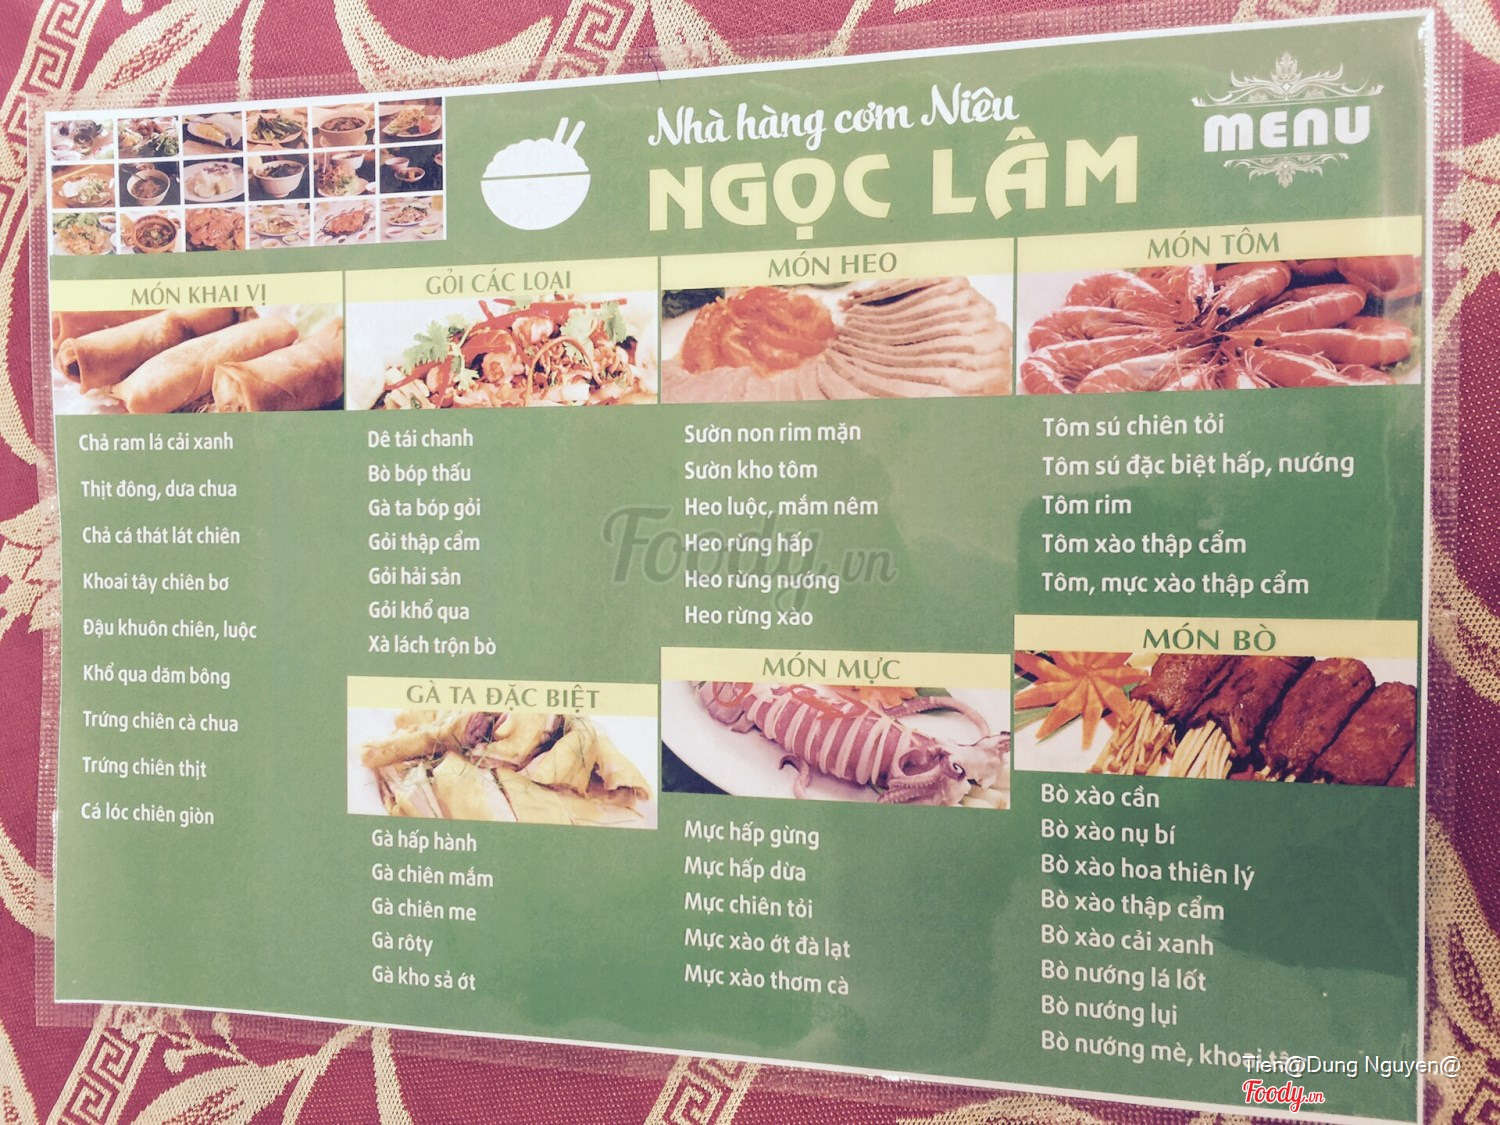 Nhà hàng cơm Niêu
NGỌC LÂM
MENU
MÓN KHAI VỊ
Chả ram lá cải xanh
Thịt đông, dưa chua
Chả cá thát lát chiên
Khoai tây chiên bơ
Đậu khuôn chiên, luộc
Khổ qua dăm bông
Trứng chiên cà chua
Trứng chiên thịt
Cá lóc chiên giòn
GỎI CÁC LOẠI
Dê tái chanh
Bò bóp thấu
Gà ta bóp gỏi
Gỏi thập cẩm
Gỏi hải sản
Gỏi khổ qua
Xà lách trộn bò
GÀ TA ĐẶC BIỆT
Gà hấp hành
Gà chiên mắm
Gà chiên me
Gà rôty
Gà kho sả ớt
MÓN HEO
Sườn non rim mặn
Sườn kho tôm
Heo luộc, mắm nêm
Heo rừng hấp
Heo rừng nướng
Heo rừng xào
MÓN MỰC
Mực hấp gừng
Mực hấp dừa
Mực chiên tỏi
Mực xào ớt đà lạt
Mực xào thơm cà
MÓN TÔM
Tôm sú chiên tỏi
Tôm sú đặc biệt hấp, nướng
Tôm rim
Tôm xào thập cẩm
Tôm, mực xào thập cẩm
MÓN BÒ
Bò xào cần
Bò xào nụ bí
Bò xào hoa thiên lý
Bò xào thập cẩm
Bò xào cải xanh
Bò nướng lá lốt
Bò nướng lụi
Bò nướng mè, khoai tây
Foody.vn
Tien@Dung Nguyen@
Foody.vn